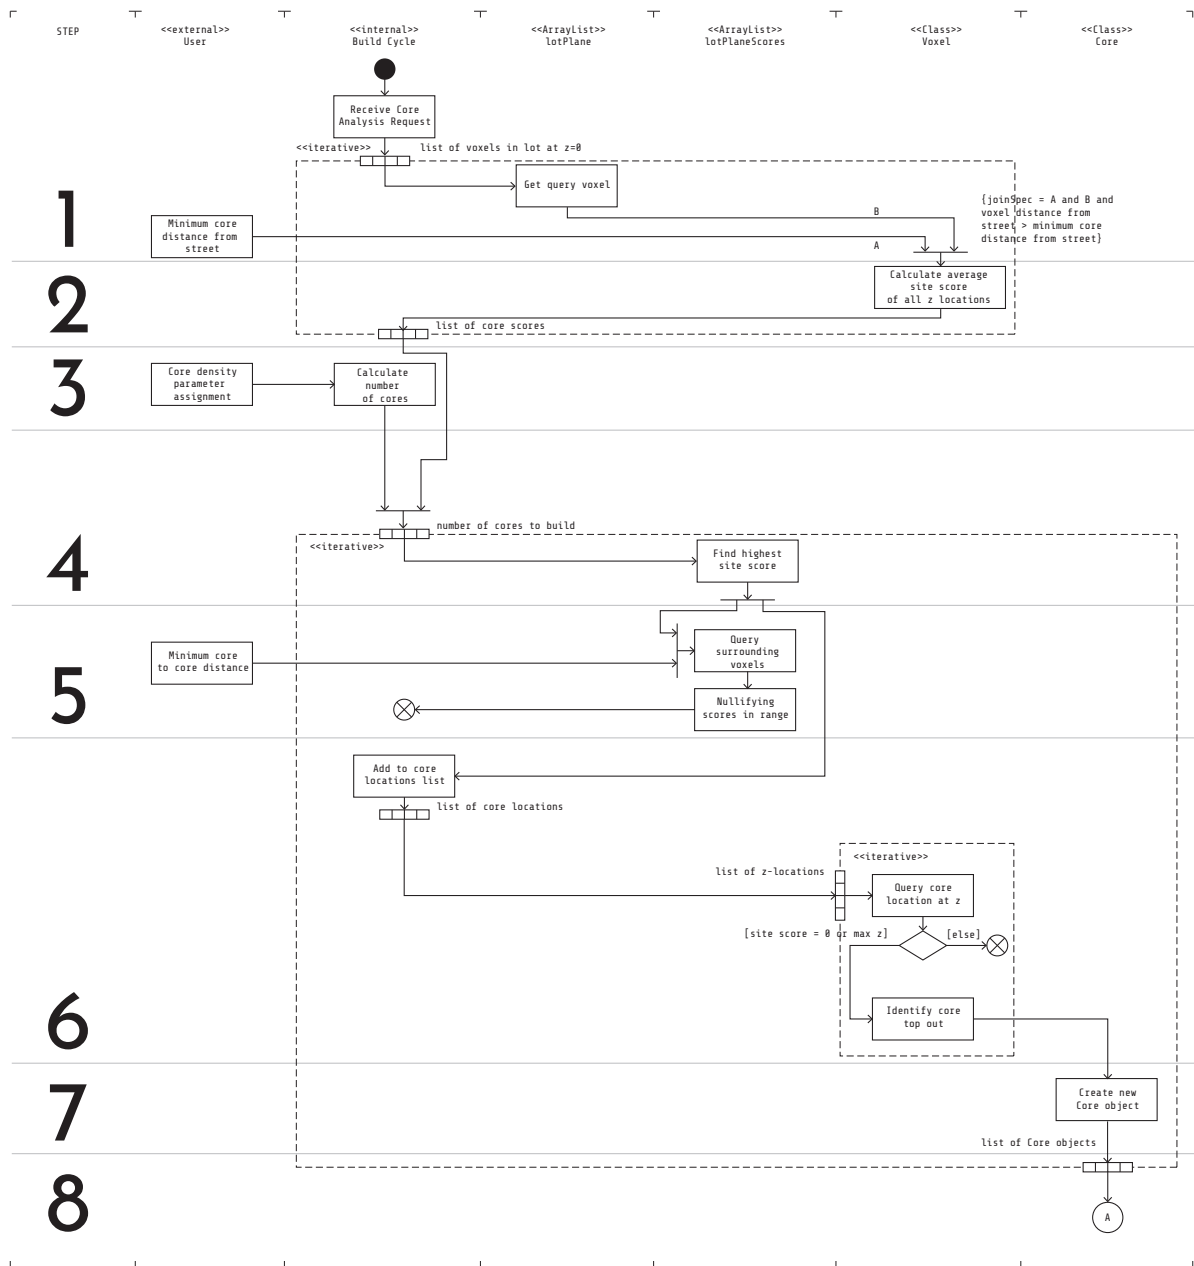 STEP
<<external>>
User
<<internal>>
Build Cycle
<<ArrayList>>
lotPlane
<<ArrayList>>
lotPlaneScores
<<Class>>
Voxel
<<Class>>
Core
Receive Core
Analysis Request
<<iterative>>
list of voxels in lot at z=0
1
Get query voxel
{joinSpec = A and B and
voxel distance from
street > minimum core
distance from street}
B
A
Minimum core
distance from
street
2
Calculate average
site score
of all z locations
list of core scores
3
Core density
parameter
assignment
Calculate
number
of cores
4
number of cores to build
<<iterative>>
Find highest
site score
5
Minimum core
to core distance
Query
surrounding
voxels
Nullifying
scores in range
Add to core
locations list
list of core locations
<<iterative>>
list of z-locations
Query core
location at z
[site score = 0 or max z]
[else]
6
Identify core
top out
7
Create new
Core object
list of Core objects
8
A